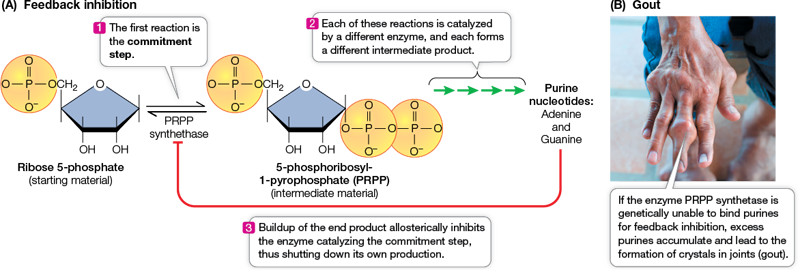 (A) Feedback inhibition
1 The first reaction is
the commitment
step.
2 Each of these reactions is catalyzed
by a different enzyme, and each forms
a different intermediate product.
O
O P OCH2
O–
O
OH OH
PRPP
synthethase
O
O P OCH2
O–
O
O O
O P O P O
O– O–
OH OH
Purine
nucleotides:
Adenine
and
Guanine
Ribose 5-phosphate
(starting material)
5-phosphoribosyl-
1-pyrophosphate (PRPP)
(intermediate material)
3 Buildup of the end product allosterically inhibits
the enzyme catalyzing the commitment step,
thus shutting down its own production.
(B) Gout
If the enzyme PRPP synthetase is
genetically unable to bind purines
for feedback inhibition, excess
purines accumulate and lead to the
formation of crystals in joints (gout).